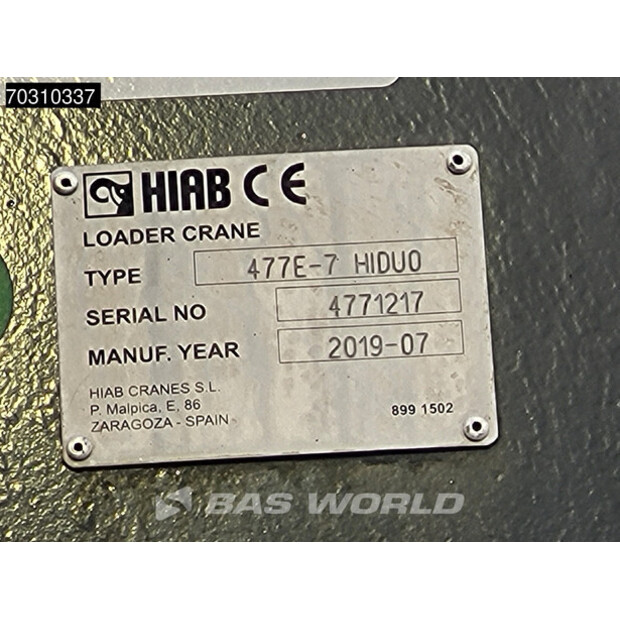 70310337
HIAB CE
LOADER CRANE
TYPE 477E-7 HIDUO
SERIAL NO 4771217
MANUF. YEAR 2019-07
HIAB CRANES S.L.
P. Malpica, E, 86
ZARAGOZA - SPAIN
899 1502
BAS WORLD